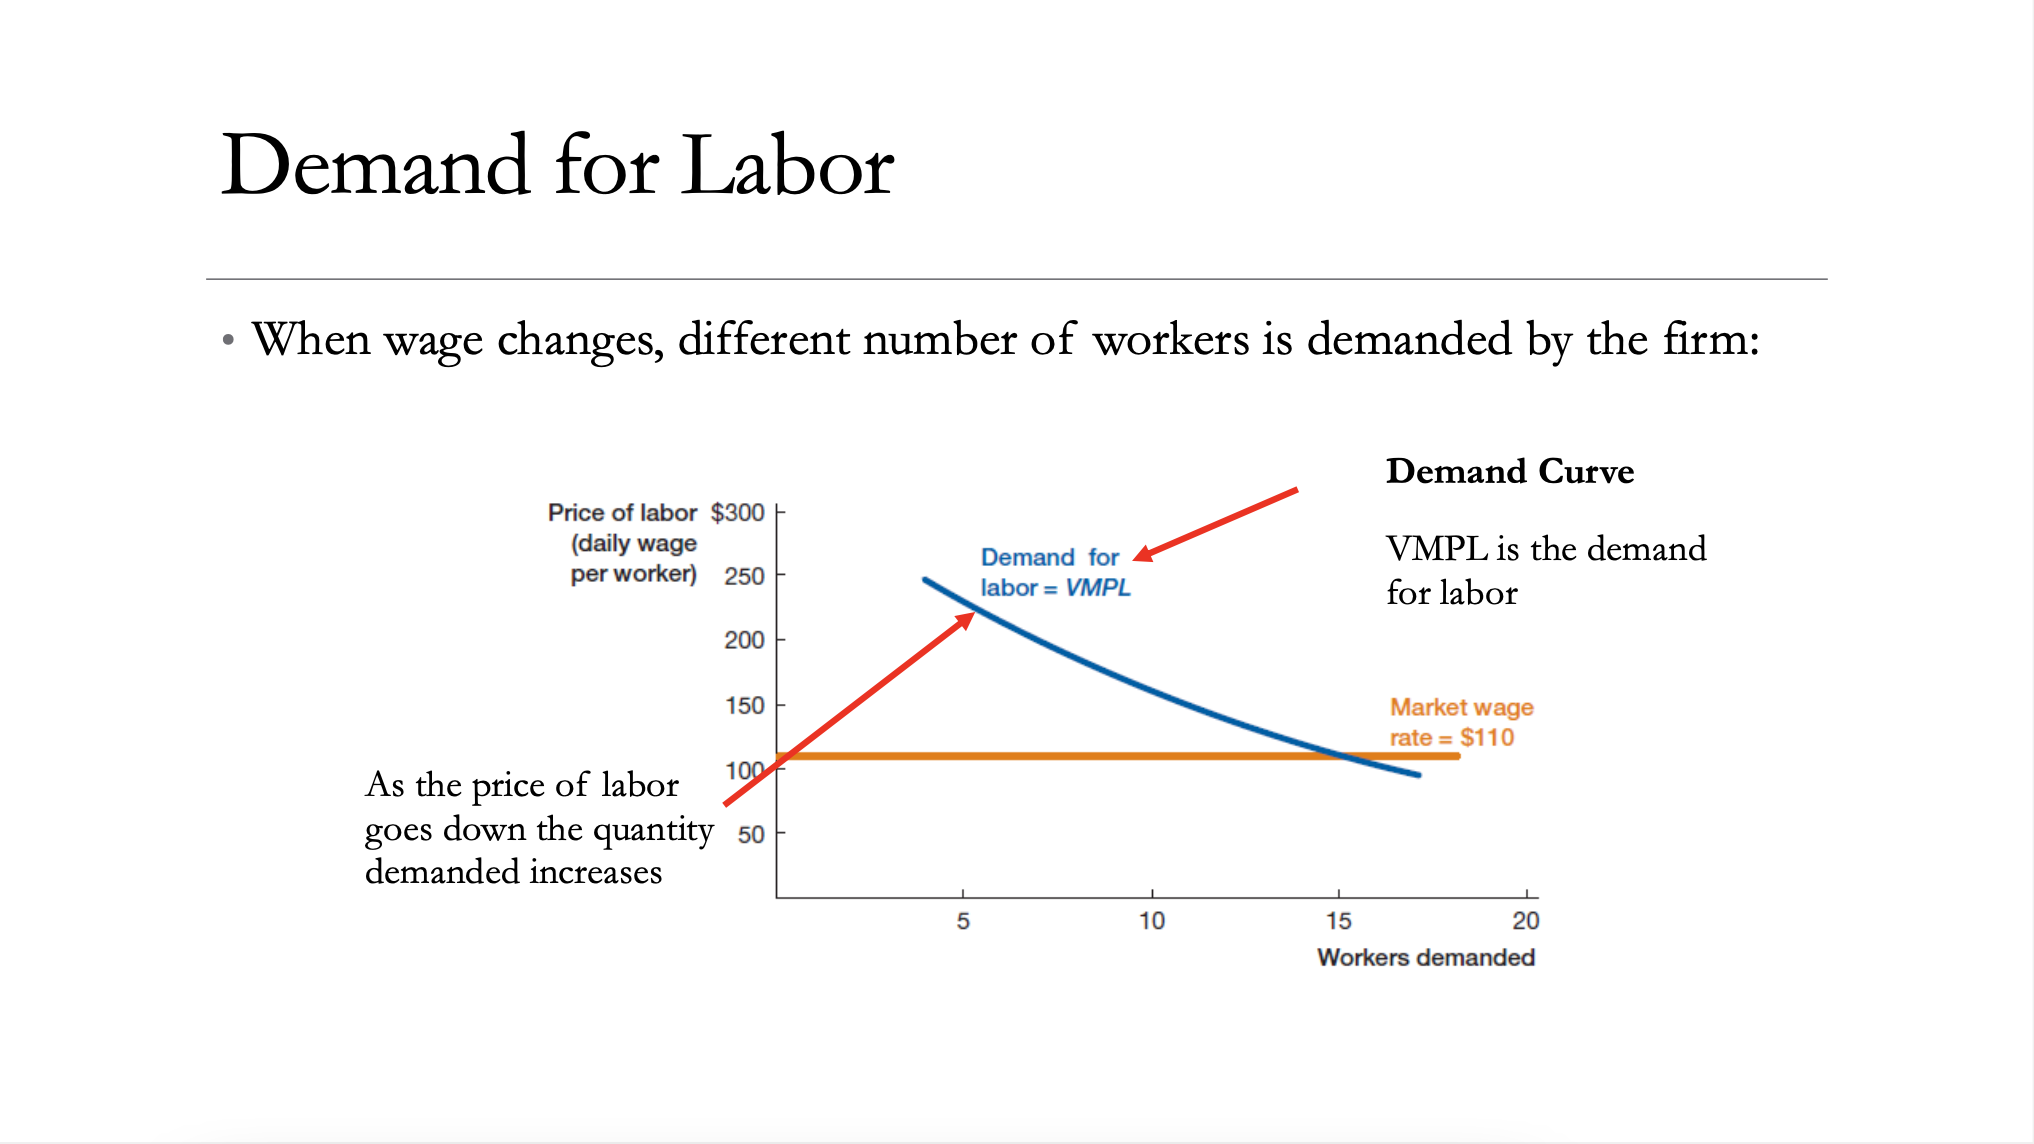 Demand for Labor
• When wage changes, different number of workers is demanded by the firm:
Demand Curve
VMPL is the demand
for labor
Price of labor
(daily wage
per worker)
$300
250
200
150
100
50
Demand for
labor = VMPL
Market wage
rate = $110
As the price of labor
goes down the quantity
demanded increases
5 10 15 20
Workers demanded